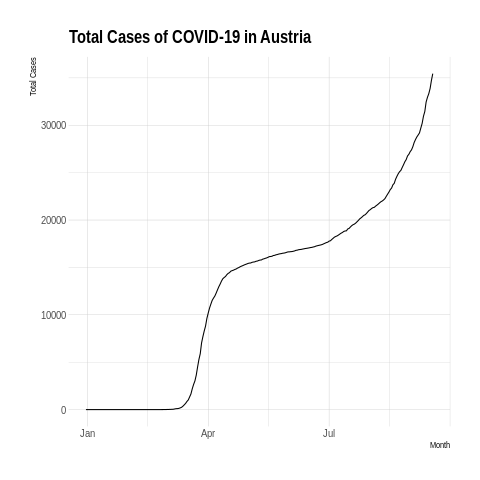 Total Cases of COVID-19 in Austria
Total Cases
30000
20000
10000
0
Jan Apr Jul
Month